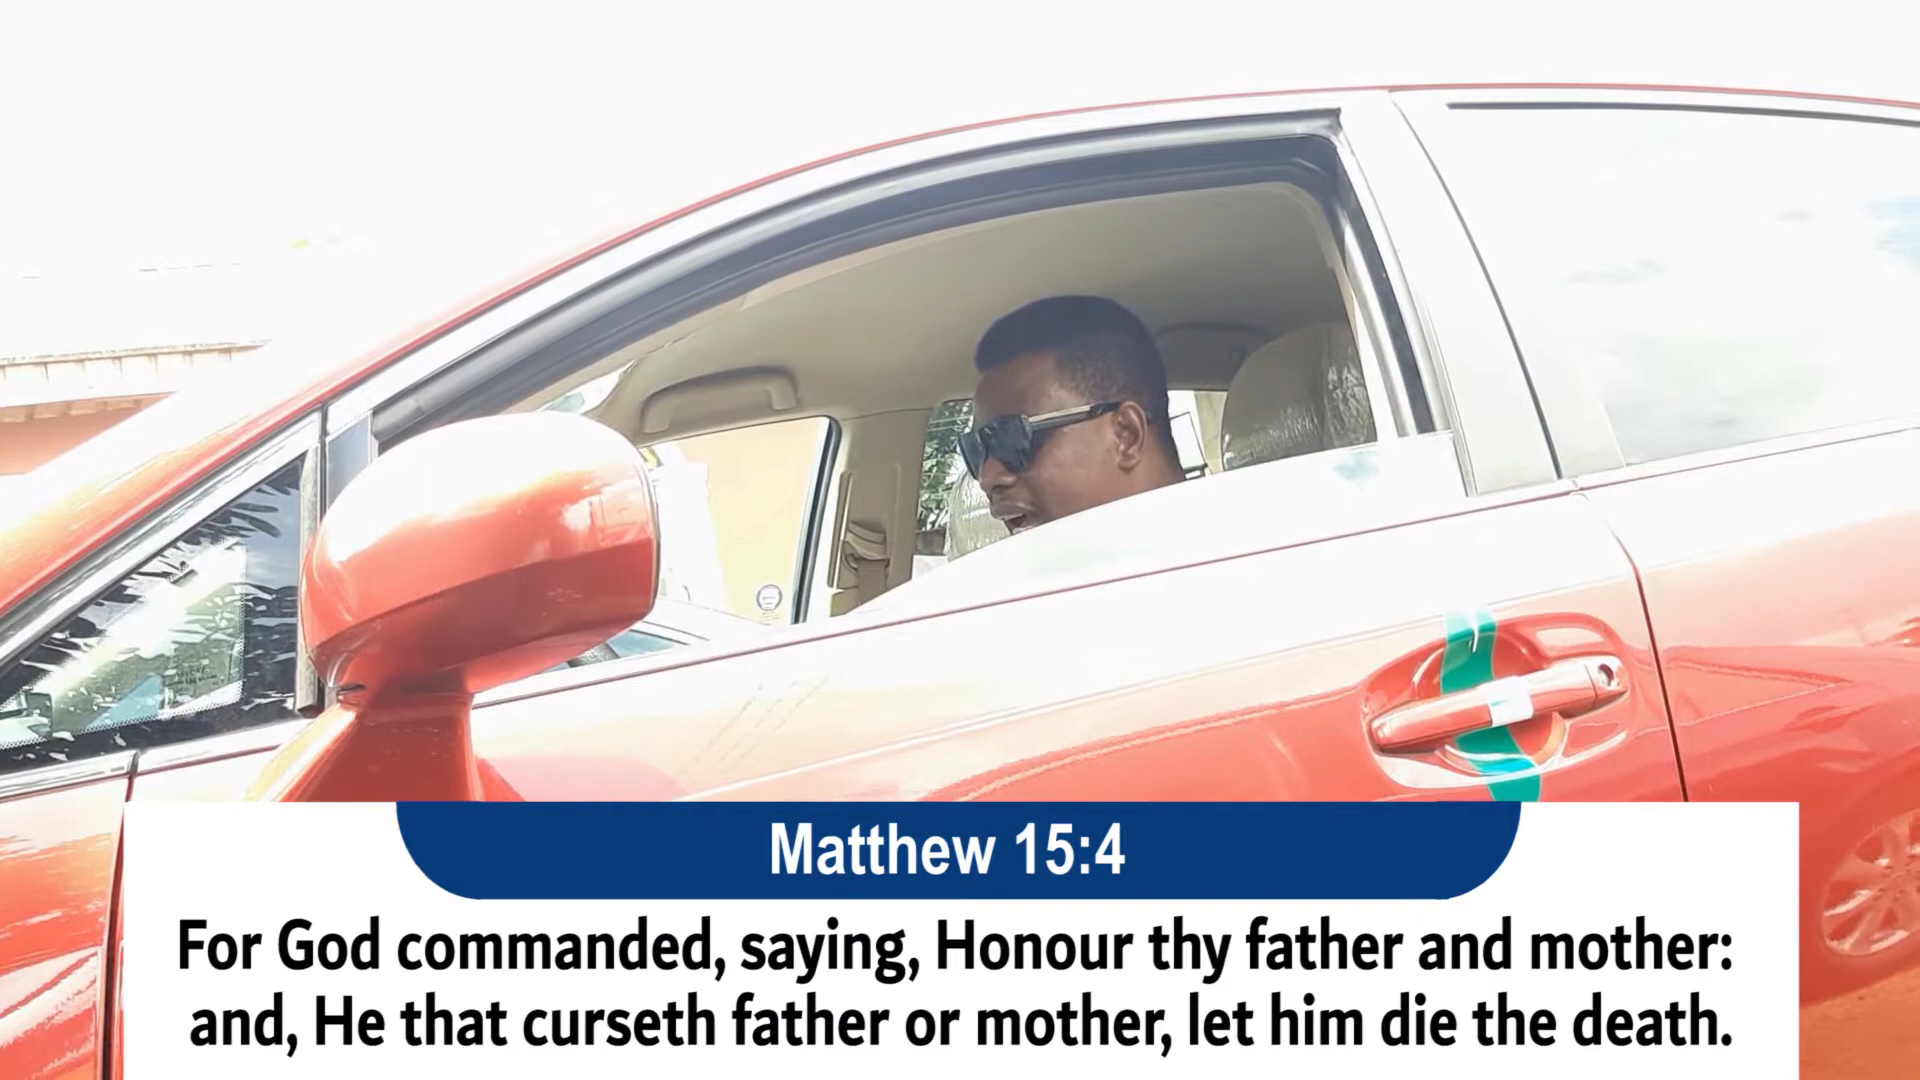 Matthew 15:4
For God commanded, saying, Honour thy father and mother:
and, He that curseth father or mother, let him die the death.